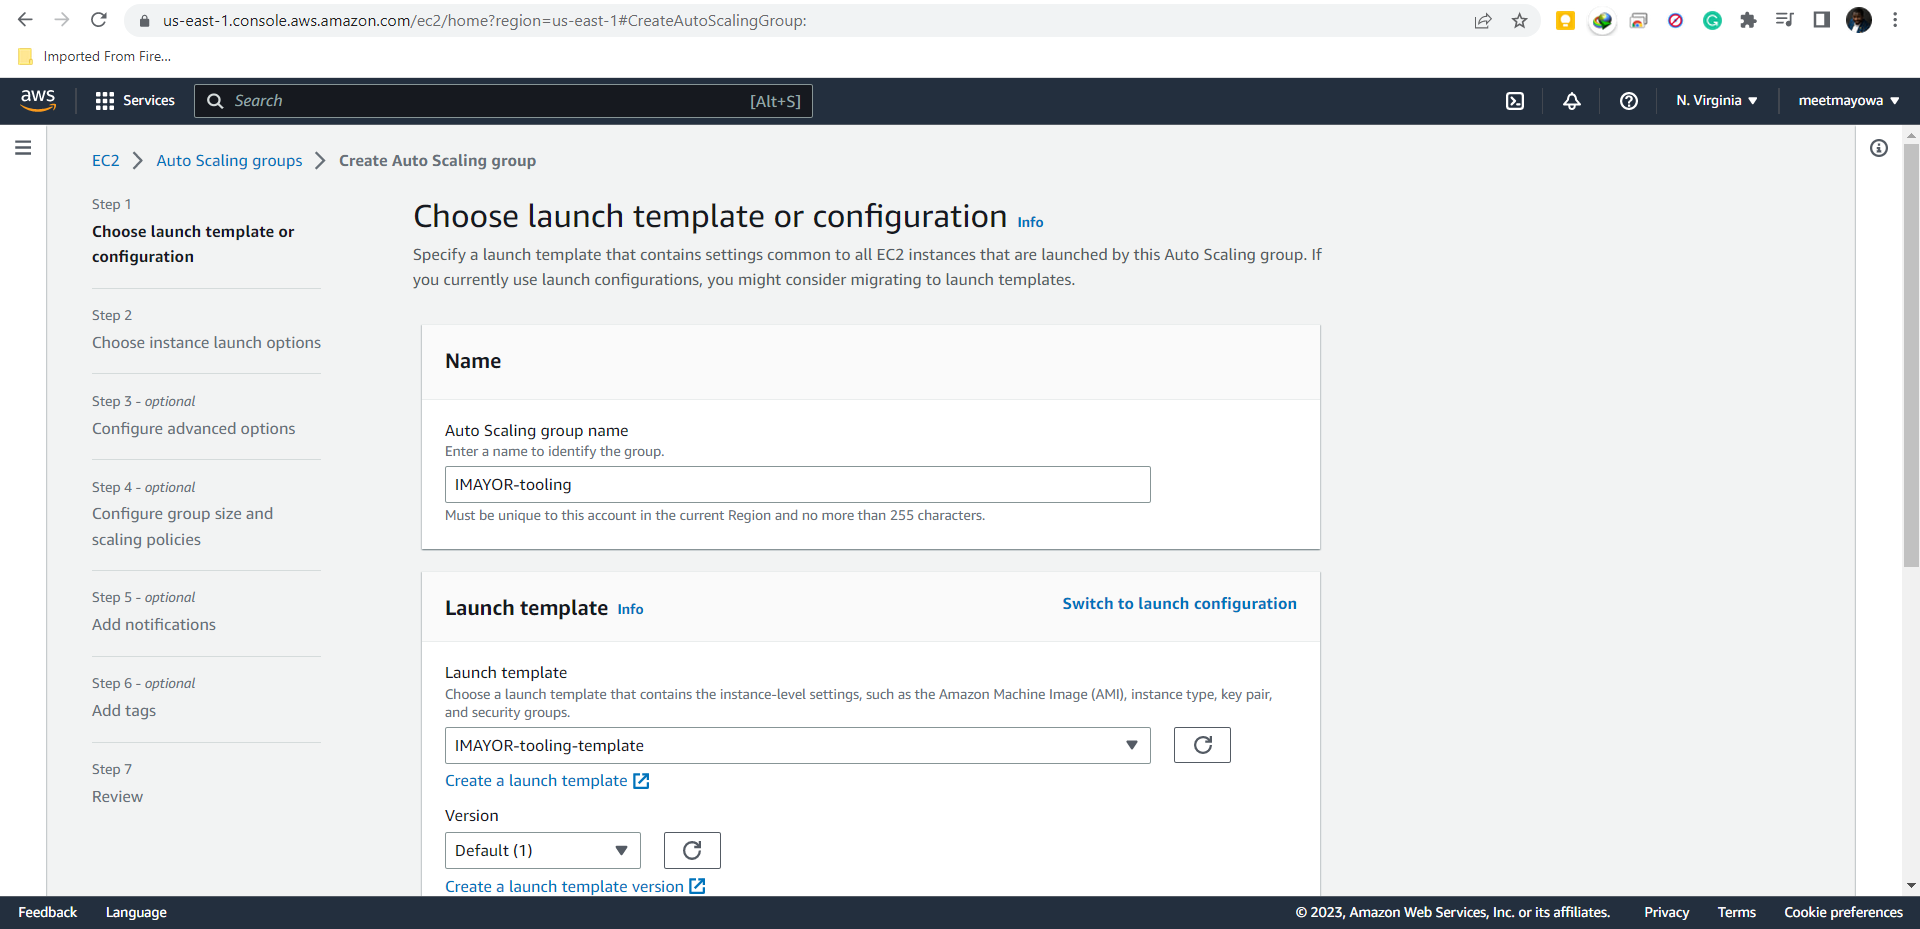 us-east-1.console.aws.amazon.com/ec2/home?region=us-east-1#CreateAutoScalingGroup:
Imported From Fire...
aws
Services
Search
[Alt+S]
N. Virginia
meetmayowa
EC2
Auto Scaling groups
Create Auto Scaling group
Step 1
Choose launch template or
configuration
Step 2
Choose instance launch options
Step 3 - optional
Configure advanced options
Step 4 - optional
Configure group size and
scaling policies
Step 5 - optional
Add notifications
Step 6 - optional
Add tags
Step 7
Review
Choose launch template or configuration Info
Specify a launch template that contains settings common to all EC2 instances that are launched by this Auto Scaling group. If
you currently use launch configurations, you might consider migrating to launch templates.
Name
Auto Scaling group name
Enter a name to identify the group.
IMAYOR-tooling
Must be unique to this account in the current Region and no more than 255 characters.
Launch template Info
Switch to launch configuration
Launch template
Choose a launch template that contains the instance-level settings, such as the Amazon Machine Image (AMI), instance type, key pair,
and security groups.
IMAYOR-tooling-template
Create a launch template
Version
Default (1)
Create a launch template version
Feedback
Language
© 2023, Amazon Web Services, Inc. or its affiliates.
Privacy
Terms
Cookie preferences